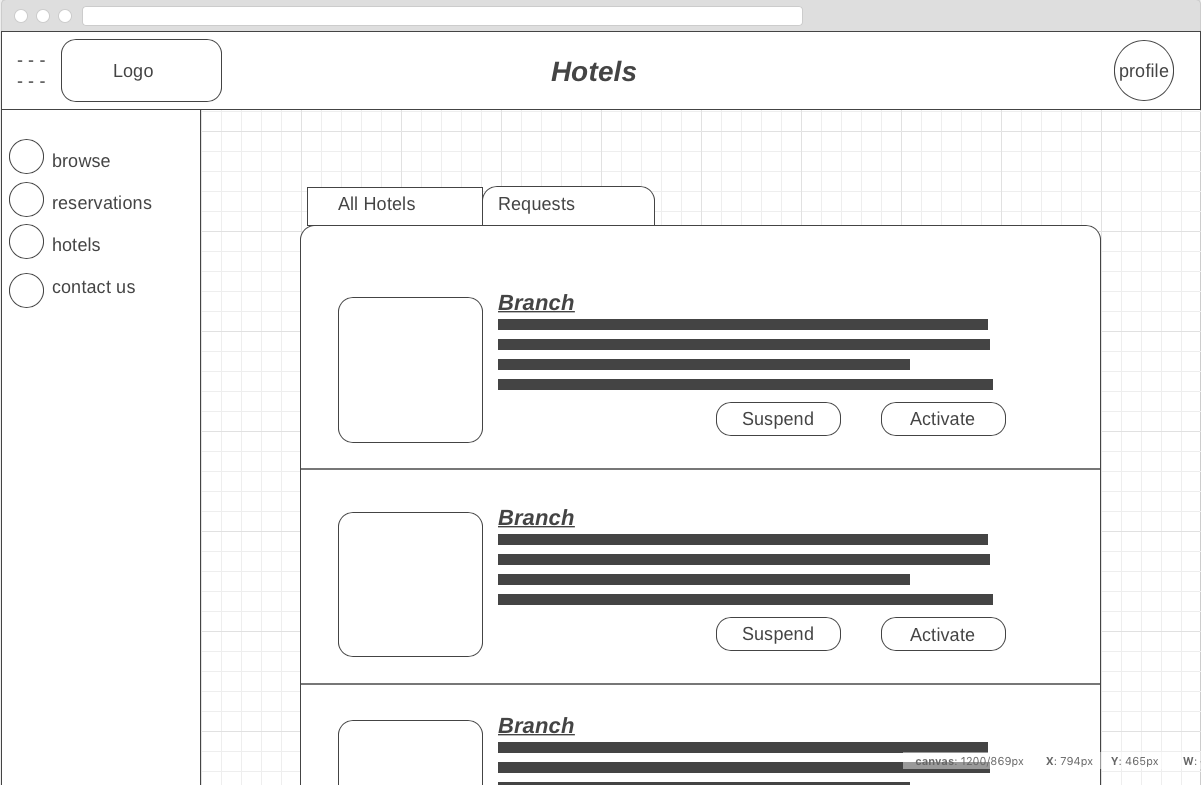 - - -
- - -
Logo
Hotels
profile
browse
reservations
hotels
contact us
All Hotels
Requests
Branch
Suspend
Activate
Branch
Suspend
Activate
Branch
canvas: 1200/869px X: 794px Y: 465px W: